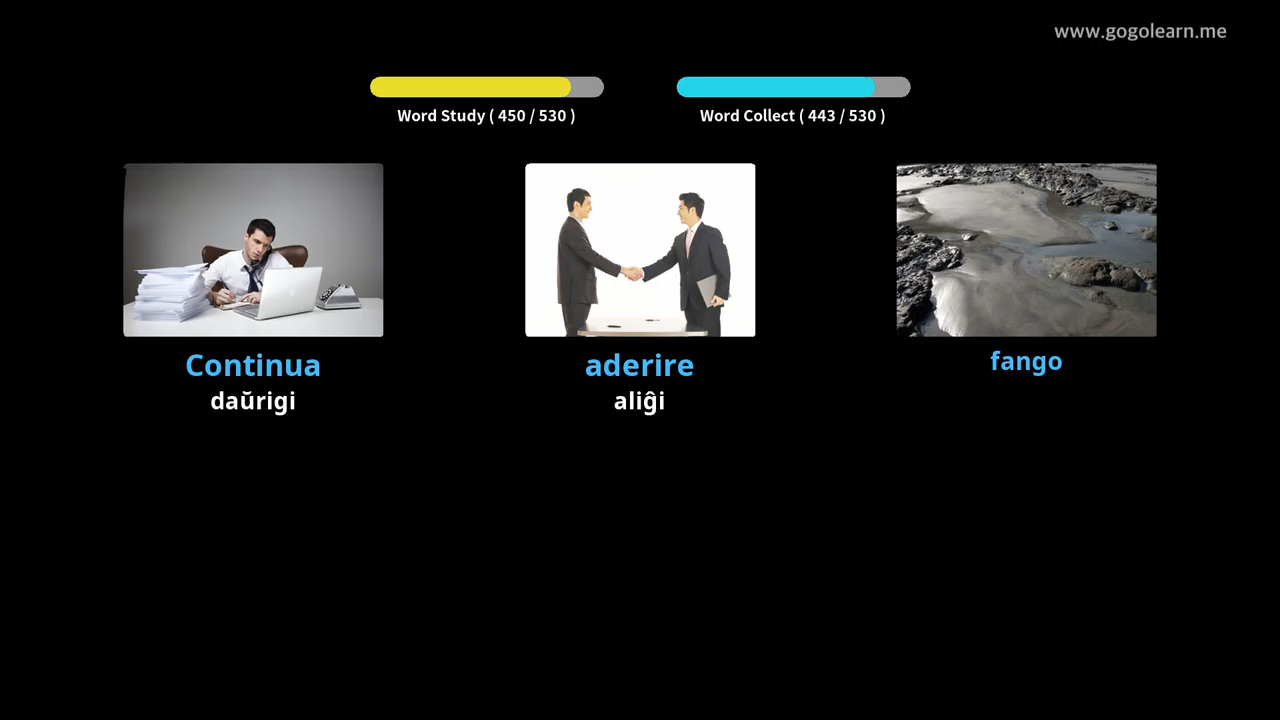 www.gogolearn.me
Word Study ( 450 / 530 )
Word Collect ( 443 / 530 )
Continua
daŭrigi
aderire
aliĝi
fango